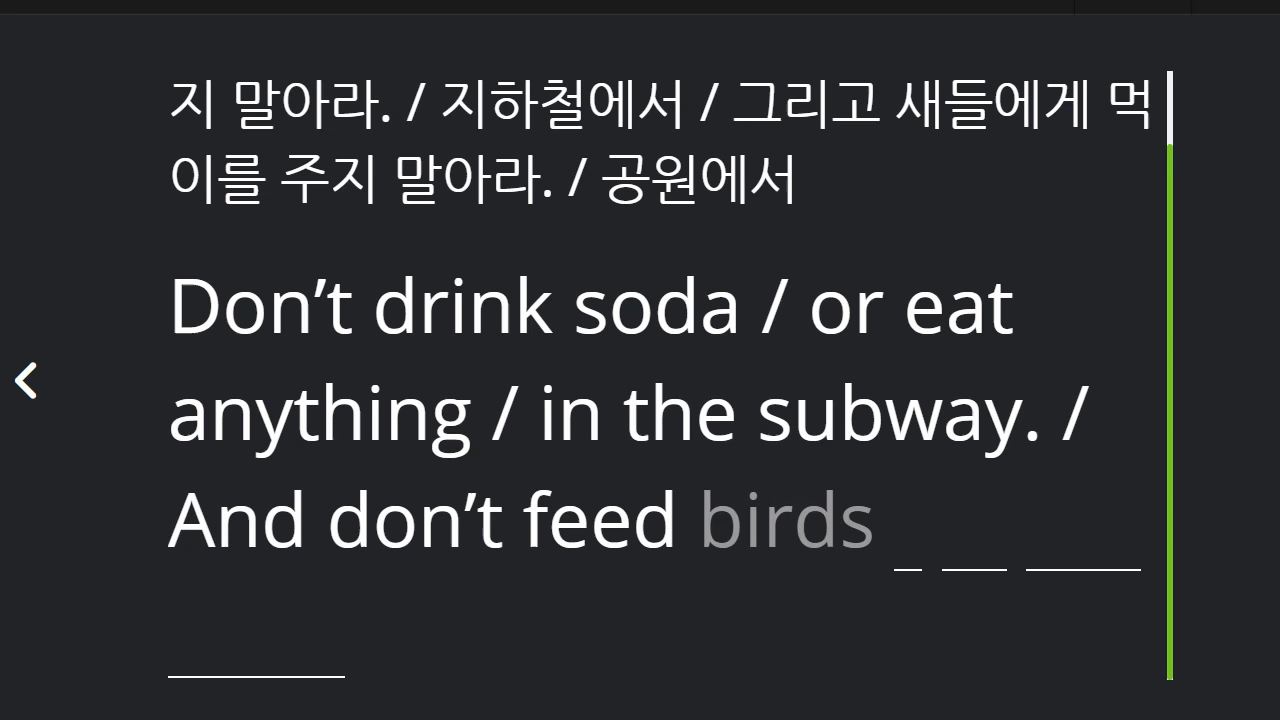 지 말아라. / 지하철에서 / 그리고 새들에게 먹
이를 주지 말아라. / 공원에서
Don’t drink soda / or eat
anything / in the subway. /
And don’t feed birds